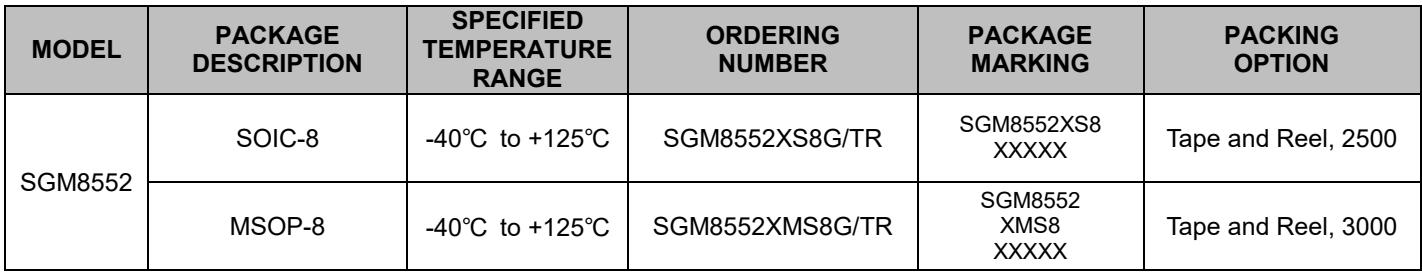 MODEL
PACKAGE
DESCRIPTION
SPECIFIED
TEMPERATURE
RANGE
ORDERING
NUMBER
PACKAGE
MARKING
PACKING
OPTION
SGM8552
SOIC-8
-40℃ to +125℃
SGM8552XS8G/TR
SGM8552XS8
XXXXX
Tape and Reel, 2500
MSOP-8
-40℃ to +125℃
SGM8552XMS8G/TR
SGM8552
XMS8
XXXXX
Tape and Reel, 3000